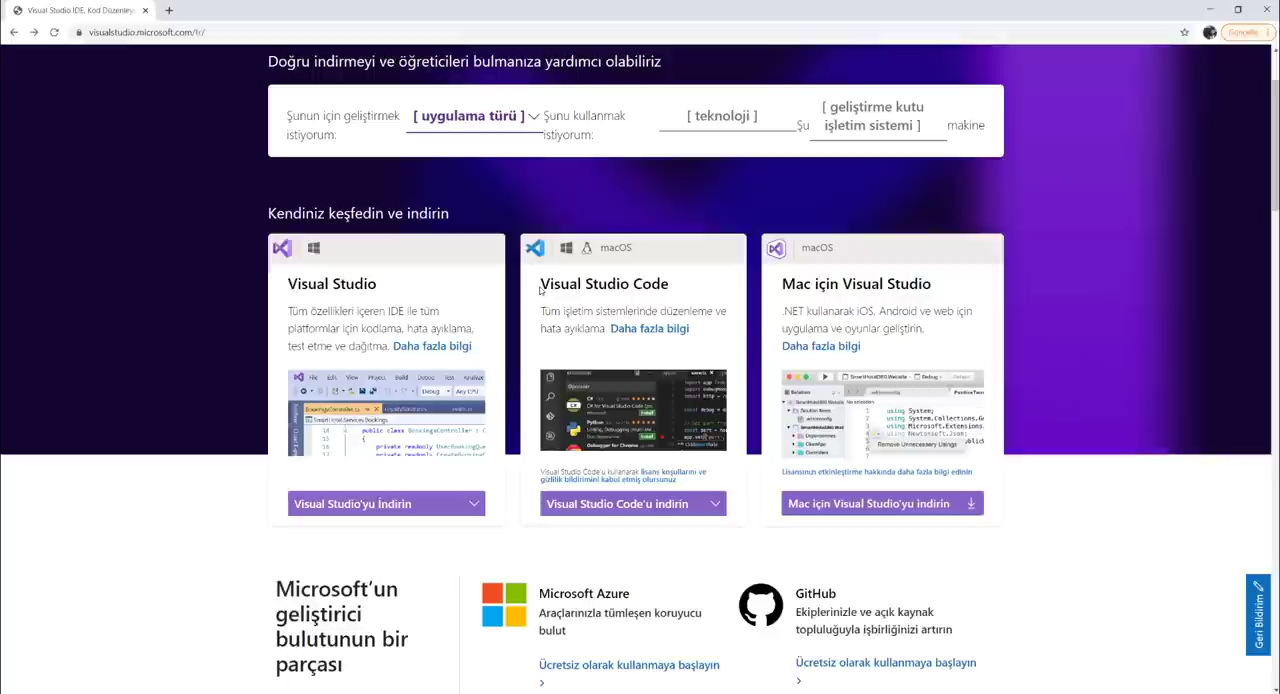 Visual Studio IDE, Kod Düzenley
visualstudio.microsoft.com/tr/
Güncelle
Doğru indirmeyi ve öğreticileri bulmanıza yardımcı olabiliriz
Şunun için geliştirmek istiyorum:
[ uygulama türü ]
Şunu kullanmak istiyorum:
[ teknoloji ]
Şu
[ geliştirme kutu
işletim sistemi ]
makine
Kendiniz keşfedin ve indirin
Visual Studio
Tüm özellikleri içeren IDE ile tüm
platformlar için kodlama, hata ayıklama,
test etme ve dağıtma. Daha fazla bilgi
Visual Studio'yu İndirin
macOS
Visual Studio Code
Tüm işletim sistemlerinde düzenleme ve
hata ayıklama Daha fazla bilgi
Visual Studio Code'u kullanarak lisans koşullarını ve
gizlilik bildirimini kabul etmiş olursunuz
Visual Studio Code'u indirin
macOS
Mac için Visual Studio
.NET kullanarak iOS, Android ve web için
uygulama ve oyunlar geliştirin.
Daha fazla bilgi
using System;
Remove Unnecessary Usings
Lisansınızı etkinleştirme hakkında daha fazla bilgi edinin
Mac için Visual Studio'yu indirin
Microsoft'un
geliştirici
bulutunun bir
parçası
Microsoft Azure
Araçlarınızla tümleşen koruyucu
bulut
Ücretsiz olarak kullanmaya başlayın
GitHub
Ekiplerinizle ve açık kaynak
topluluğuyla işbirliğinizi artırın
Ücretsiz olarak kullanmaya başlayın
Geri Bildirim